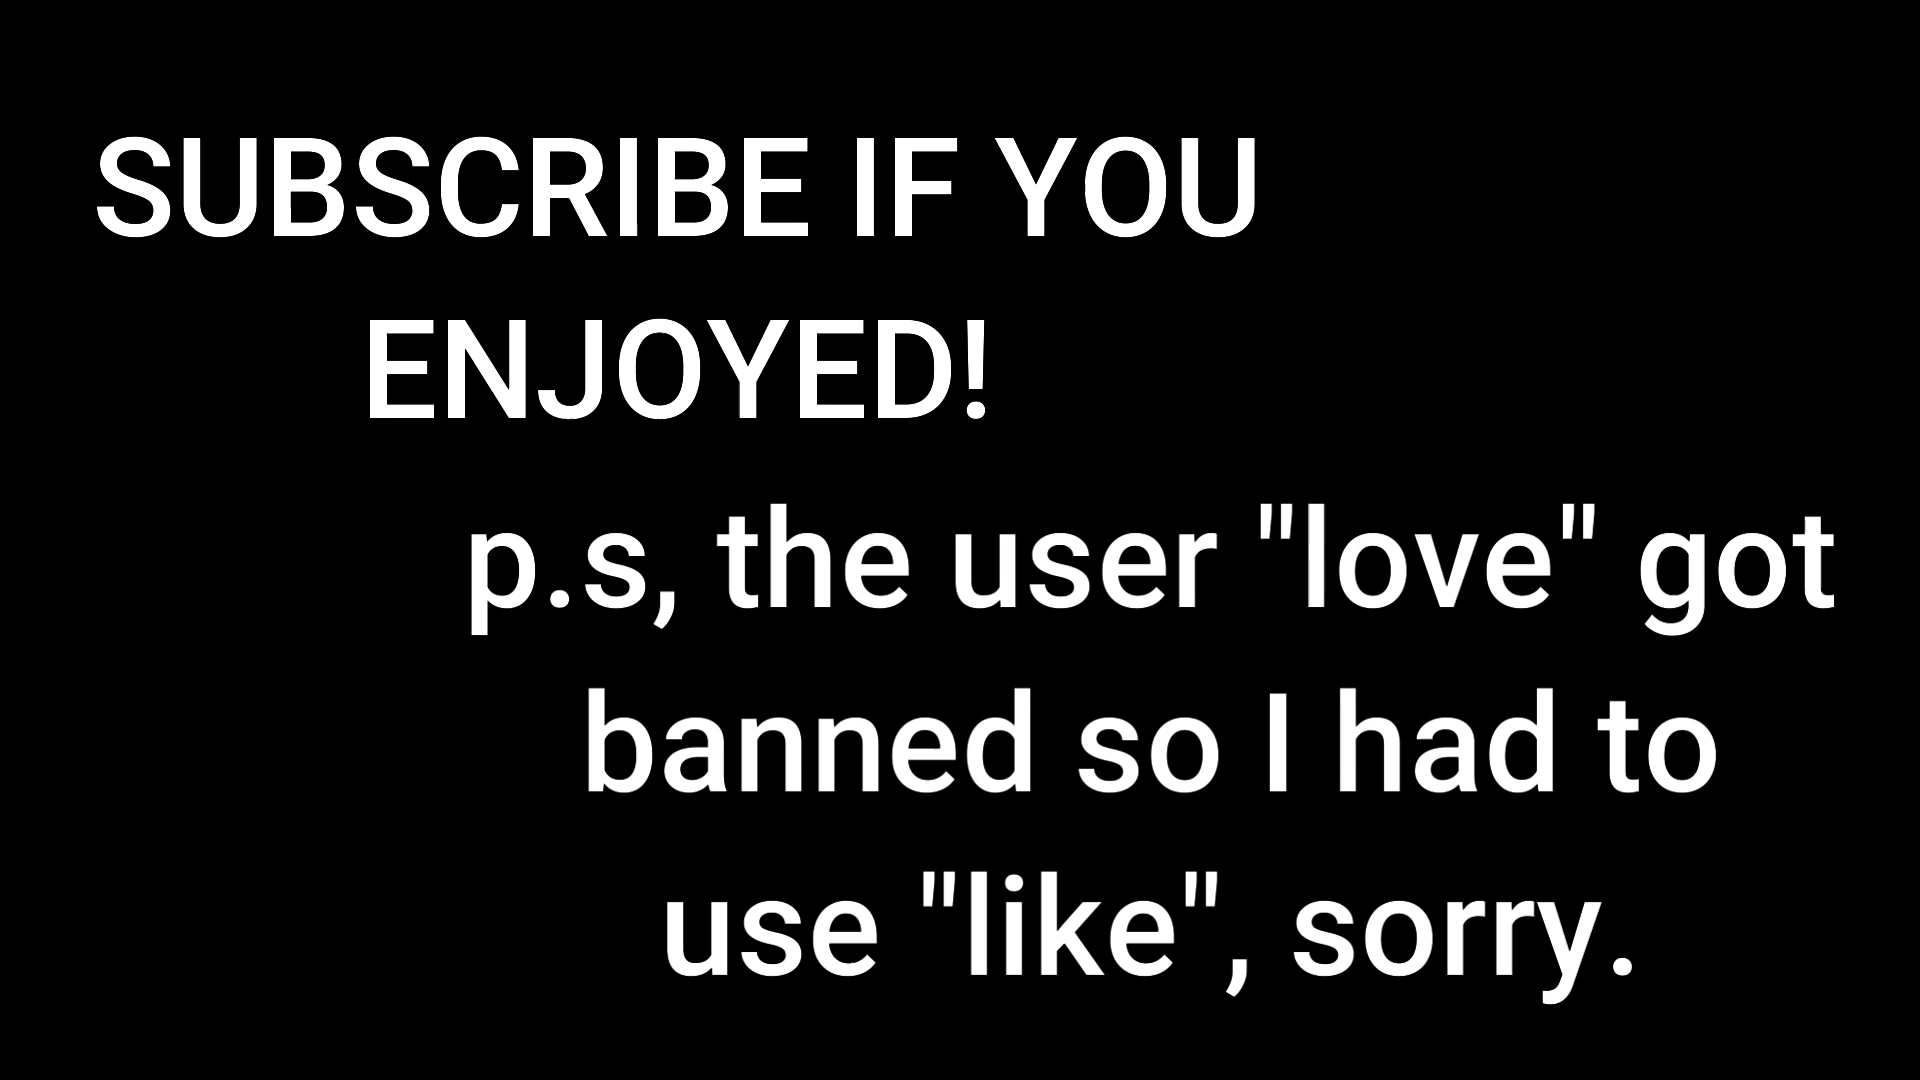 SUBSCRIBE IF YOU
ENJOYED!
p.s, the user "love" got
banned so I had to
use "like", sorry.